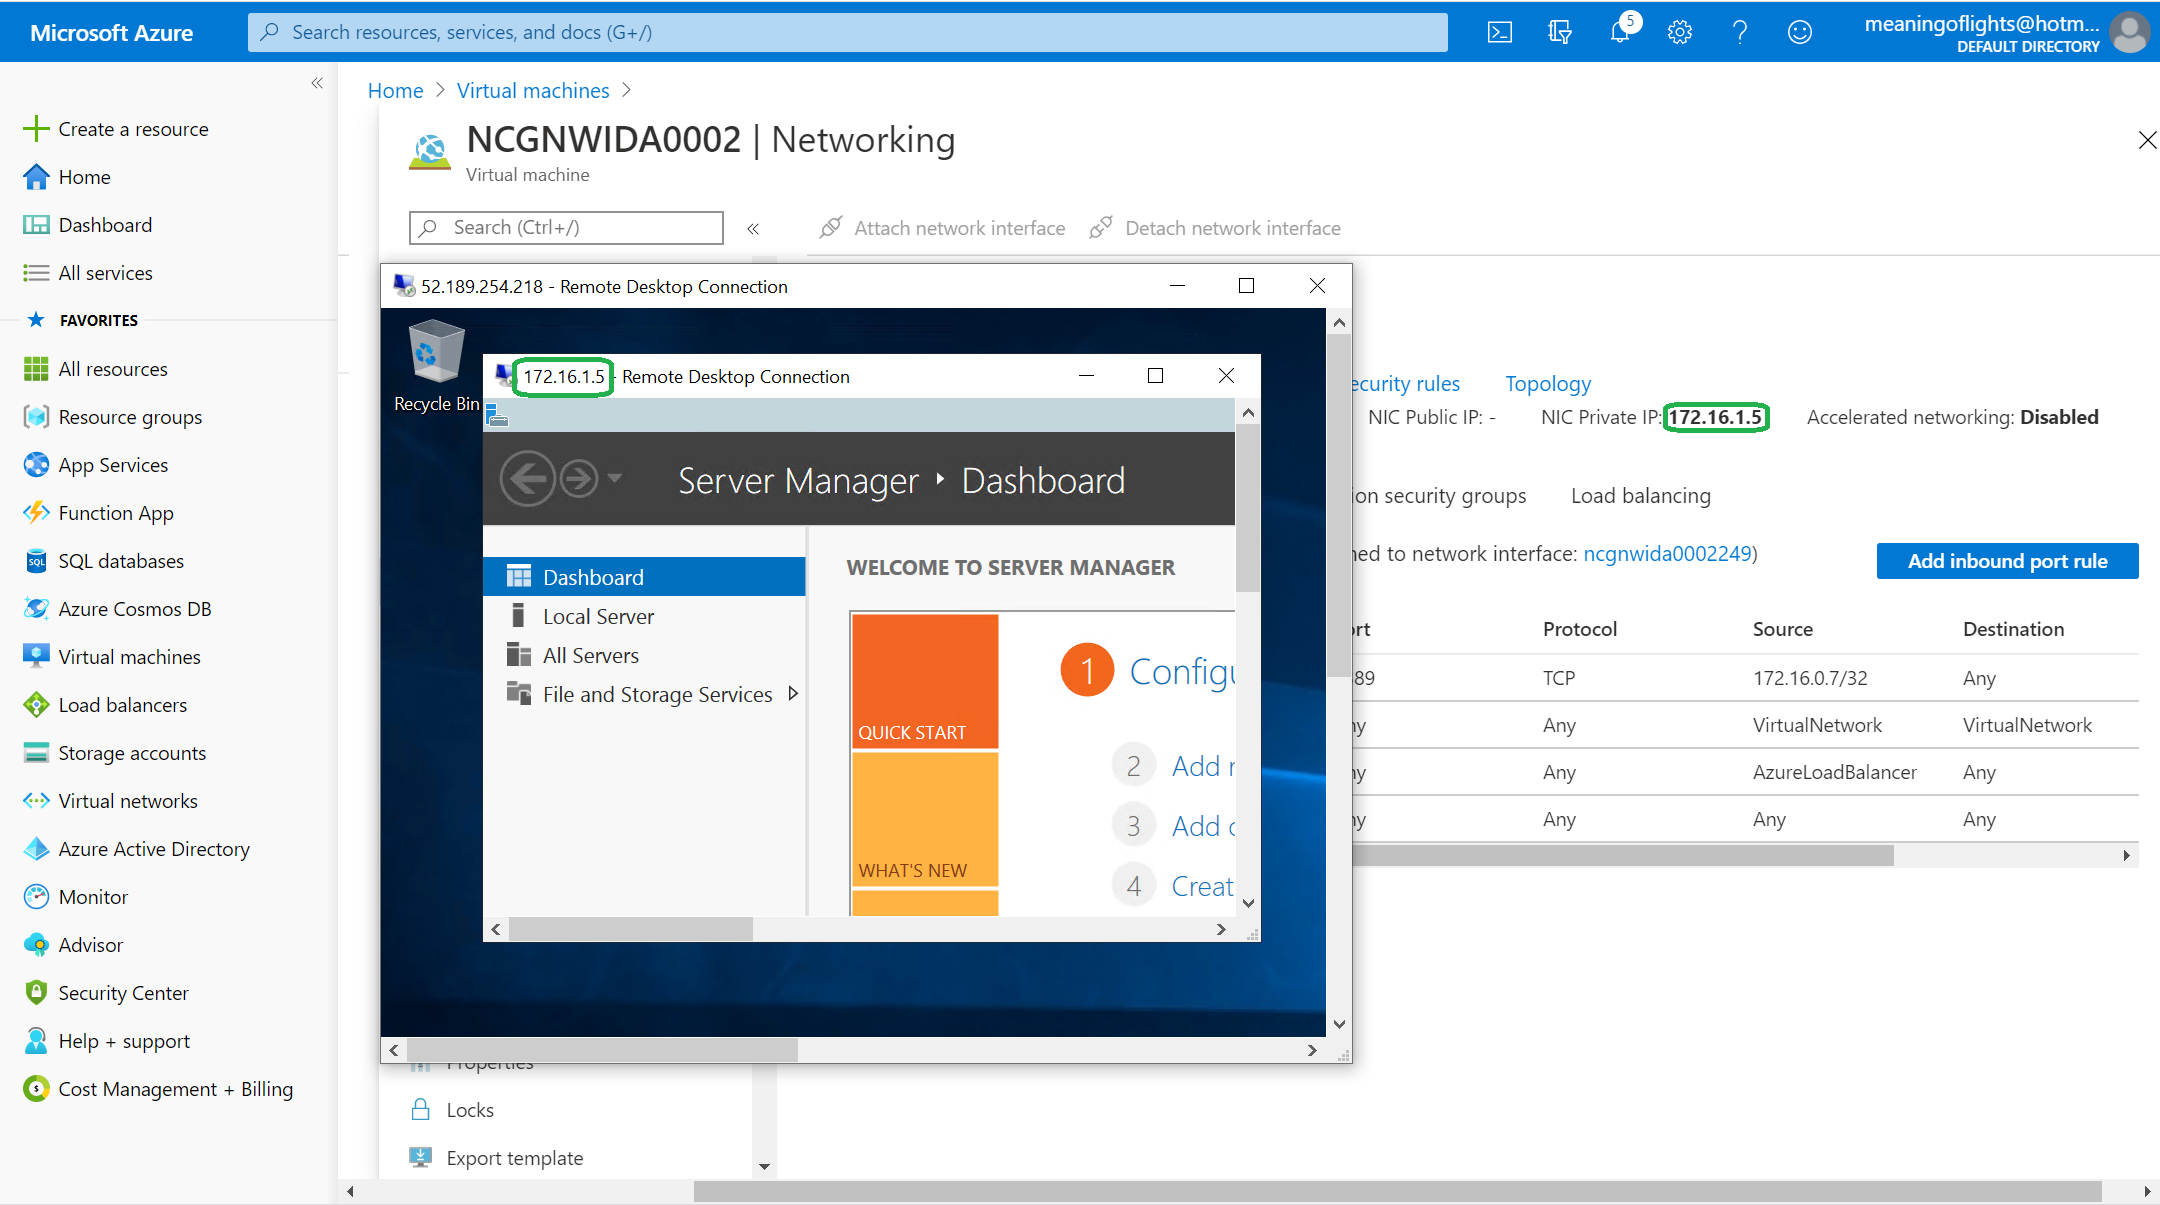 Microsoft Azure
Search resources, services, and docs (G+/)
5
meaningoflights@hotm...
DEFAULT DIRECTORY
Create a resource
Home
Dashboard
All services
FAVORITES
All resources
Resource groups
App Services
Function App
SQL databases
Azure Cosmos DB
Virtual machines
Load balancers
Storage accounts
Virtual networks
Azure Active Directory
Monitor
Advisor
Security Center
Help + support
Cost Management + Billing
Home > Virtual machines >
NCGNWIDA0002 | Networking
Virtual machine
Search (Ctrl+/)
Attach network interface
Detach network interface
52.189.254.218 - Remote Desktop Connection
Recycle Bin
172.16.1.5 - Remote Desktop Connection
Server Manager ‣ Dashboard
Dashboard
Local Server
All Servers
File and Storage Services
WELCOME TO SERVER MANAGER
QUICK START
WHAT'S NEW
1 Configu
2 Add r
3 Add o
4 Creat
ecurity rules
Topology
NIC Public IP: -
NIC Private IP: 172.16.1.5
Accelerated networking: Disabled
ion security groups
Load balancing
ned to network interface: ncgnwida0002249)
Add inbound port rule
ort Protocol Source Destination
89 TCP 172.16.0.7/32 Any
ny Any VirtualNetwork VirtualNetwork
ny Any AzureLoadBalancer Any
ny Any Any Any
Properties
Locks
Export template